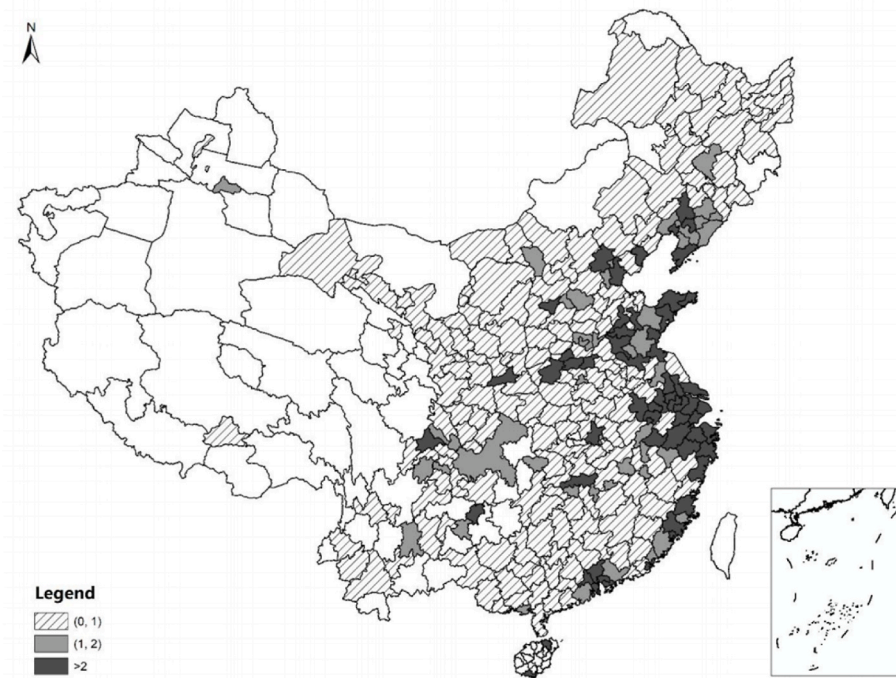 N
Legend
(0, 1)
(1, 2)
>2